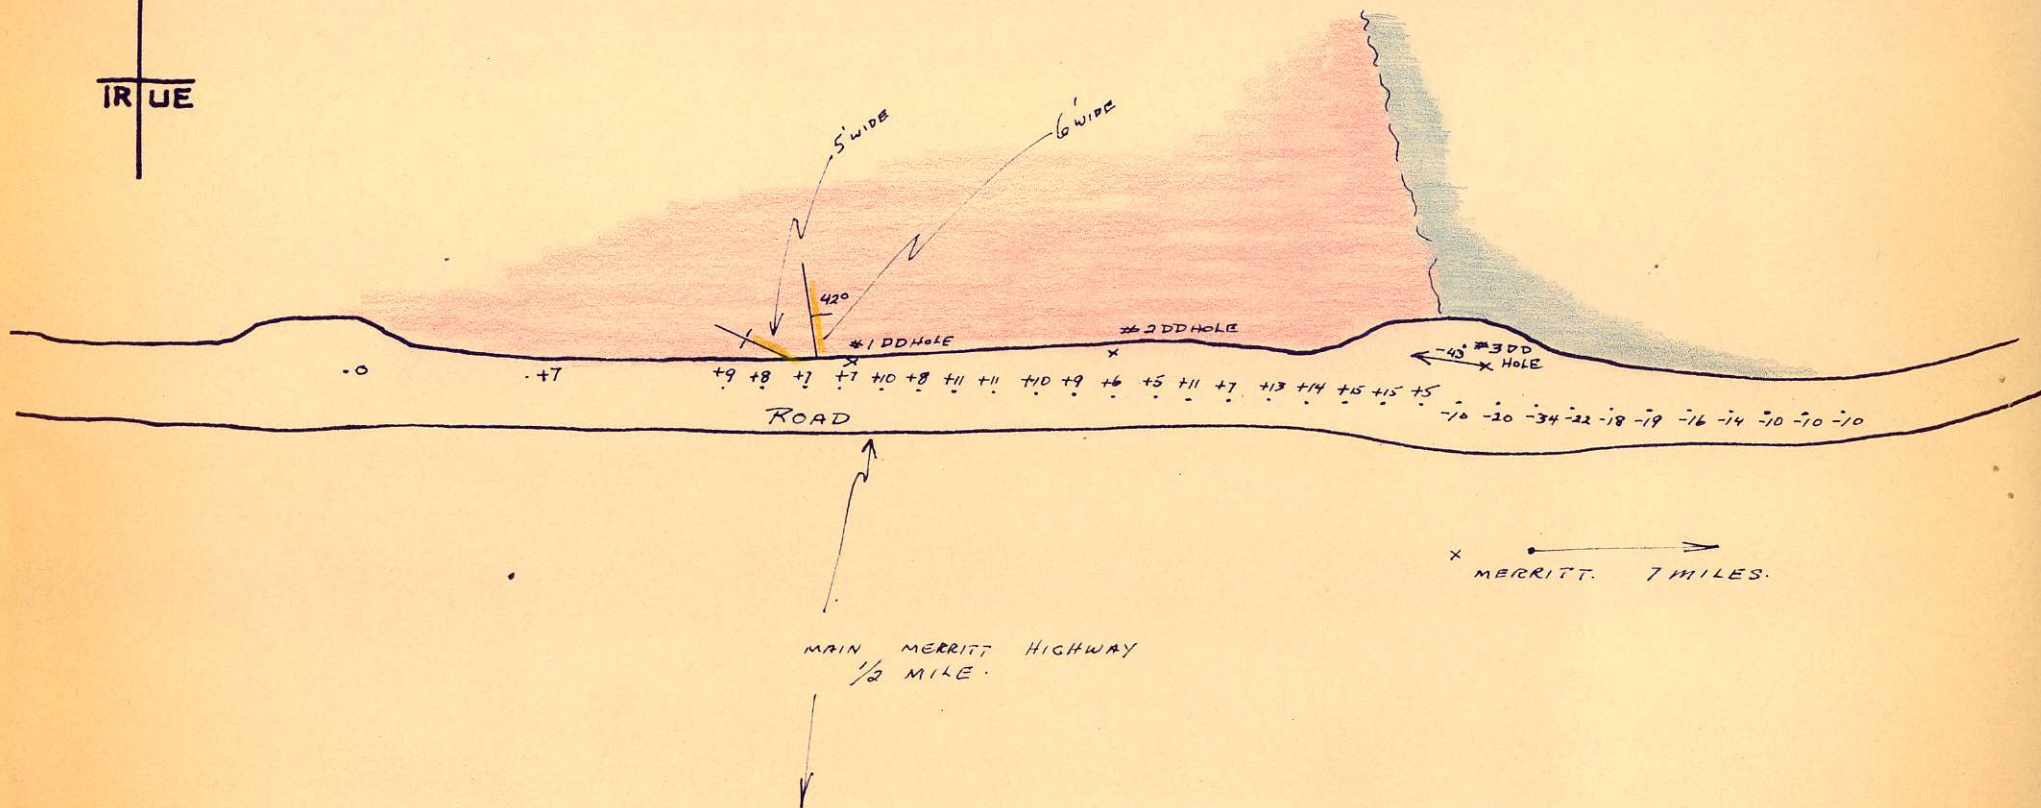 TRUE
5' WIDE
6' WIDE
42°
#1 DD HOLE
#2 DD HOLE
-43° #3 DD HOLE
.0 .+7 +9 +8 +7 +7 +10 +8 +11 +11 +10 +9 +6 +5 +11 +7 +13 +14 +15 +15 +5
-10 -20 -34 -22 -18 -19 -16 -14 -10 -10 -10
ROAD
MERRITT. 7 MILES.
MAIN MERRITT HIGHWAY
1/2 MILE.